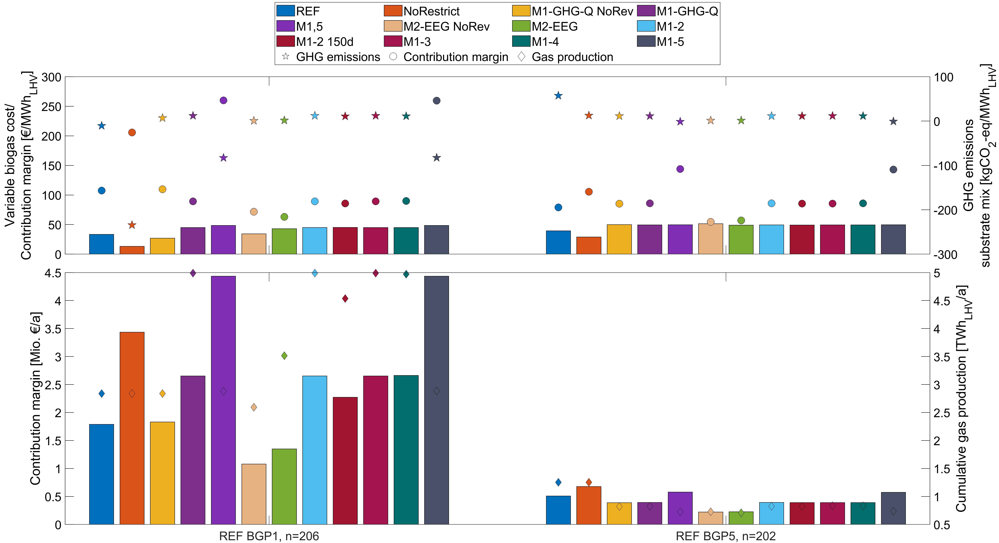 REF NoRestrict M1-GHG-Q NoRev M1-GHG-Q
M1,5 M2-EEG NoRev M2-EEG M1-2
M1-2 150d M1-3 M1-4 M1-5
GHG emissions Contribution margin Gas production
Variable biogas cost/
Contribution margin [€/MWh_LHV]
300
250
200
150
100
50
0
100
0
-100
-200
-300
GHG emissions
substrate mix [kgCO2-eq/MWh_LHV]
Contribution margin [Mio. €/a]
4.5
4
3.5
3
2.5
2
1.5
1
0.5
0
5
4.5
4
3.5
3
2.5
2
1.5
1
0.5
Cumulative gas production [TWh_LHV/a]
REF BGP1, n=206
REF BGP5, n=202